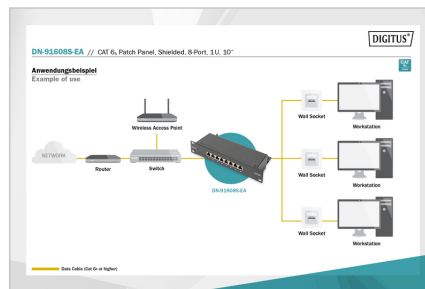 DIGITUS®
DN-91608S-EA // CAT 6A Patch Panel, Shielded, 8-Port, 1U, 10"
CAT
Anwendungsbeispiel
Example of use
Wireless Access Point
Wall Socket
Workstation
NETWORK
Router
Switch
DN-91608S-EA
Wall Socket
Workstation
Wall Socket
Workstation
Data Cable (Cat 6A or higher)